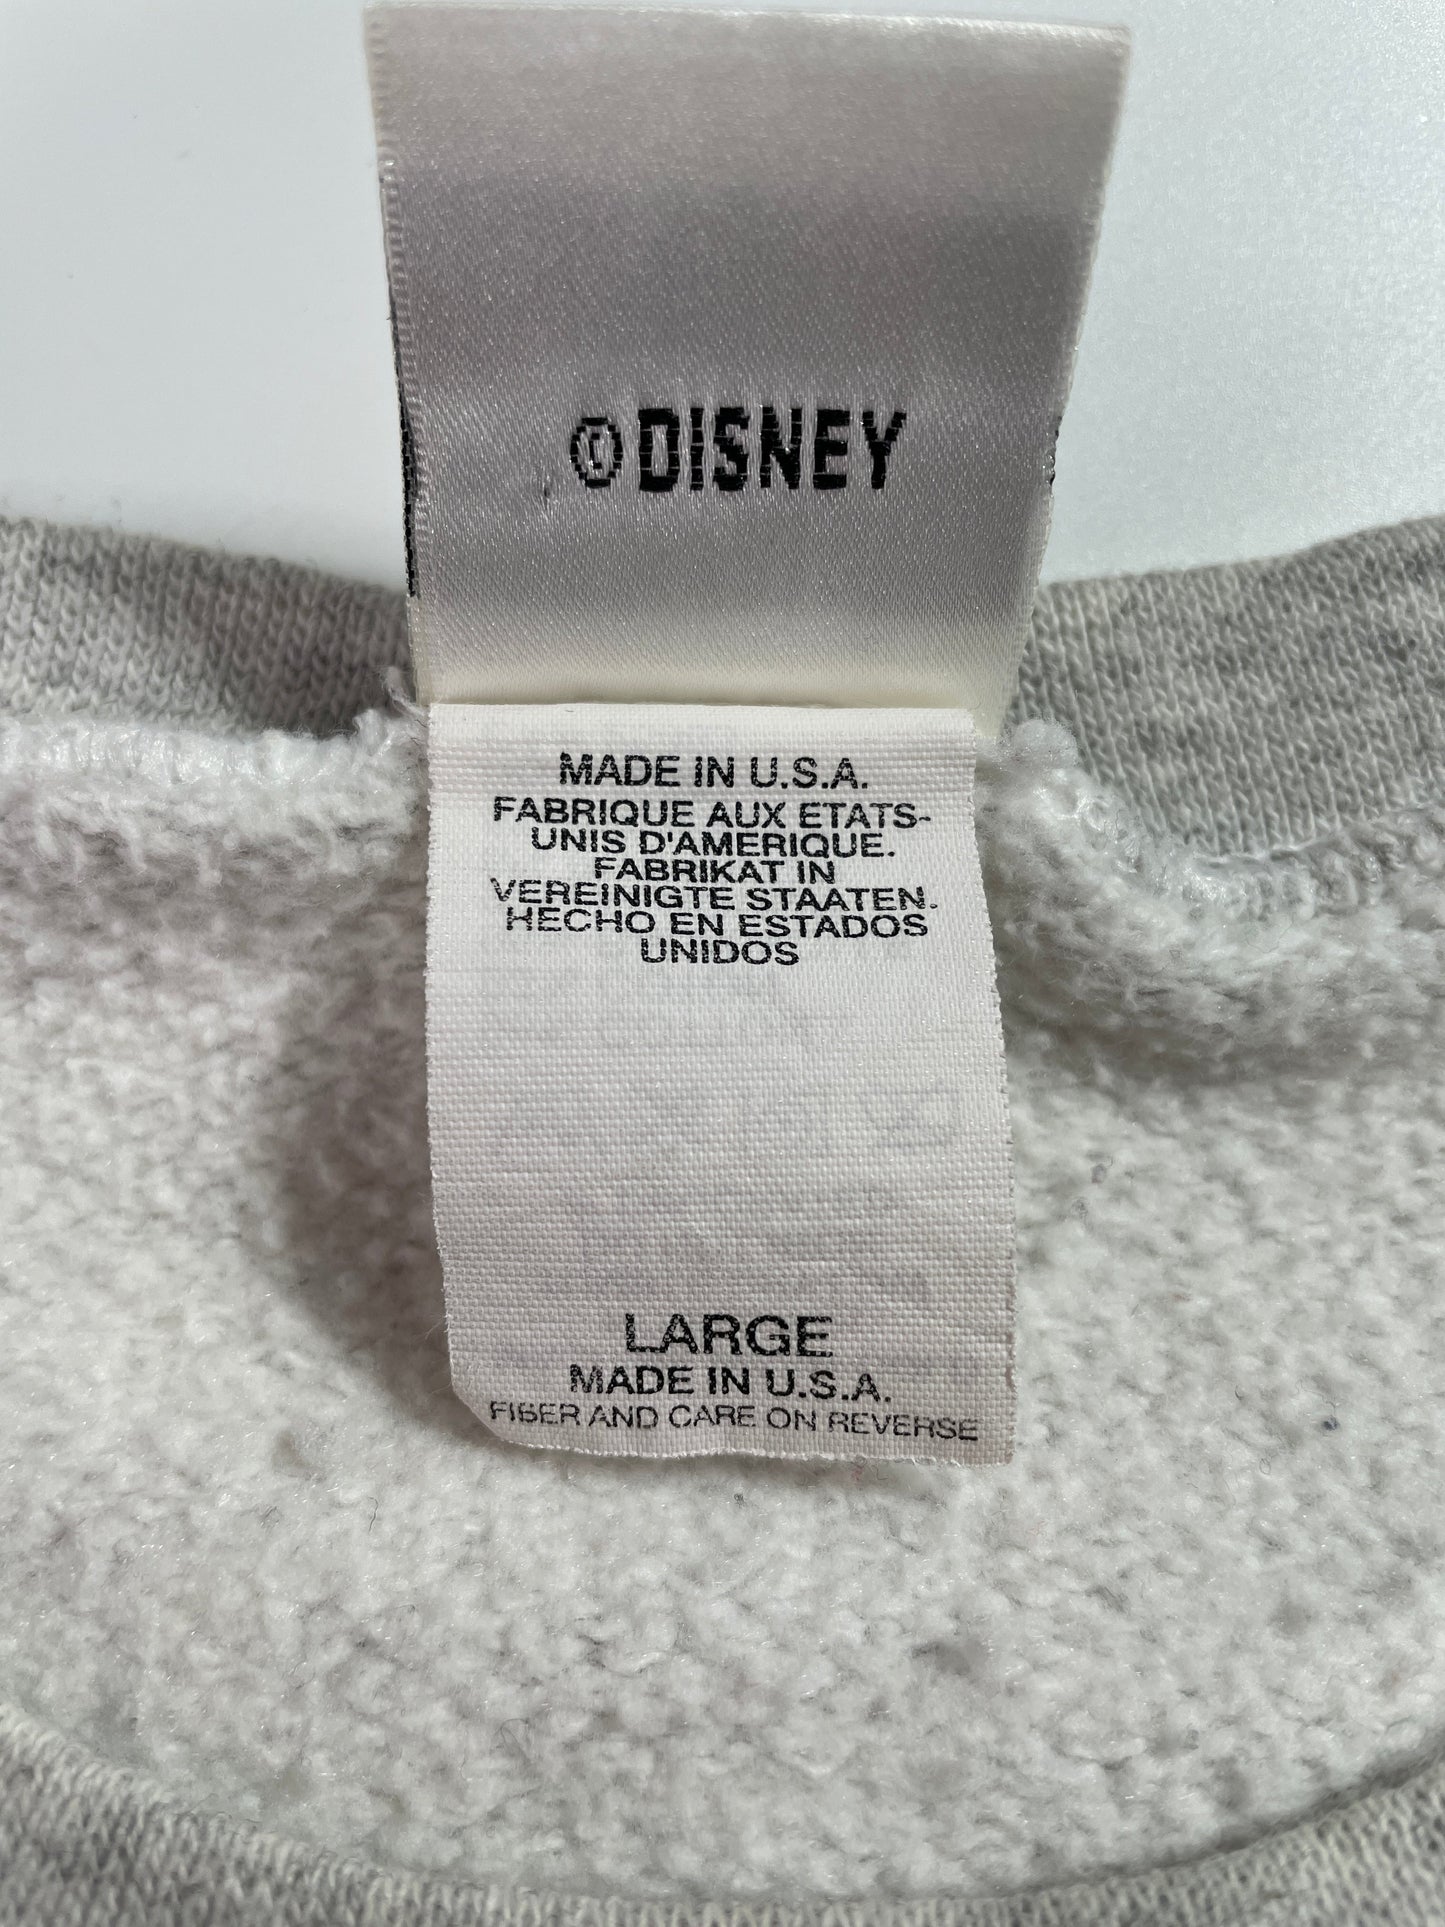 ©DISNEY
MADE IN U.S.A.
FABRIQUE AUX ETATS-
UNIS D'AMERIQUE.
FABRIKAT IN
VEREINIGTE STAATEN.
HECHO EN ESTADOS
UNIDOS
LARGE
MADE IN U.S.A.
FIBER AND CARE ON REVERSE